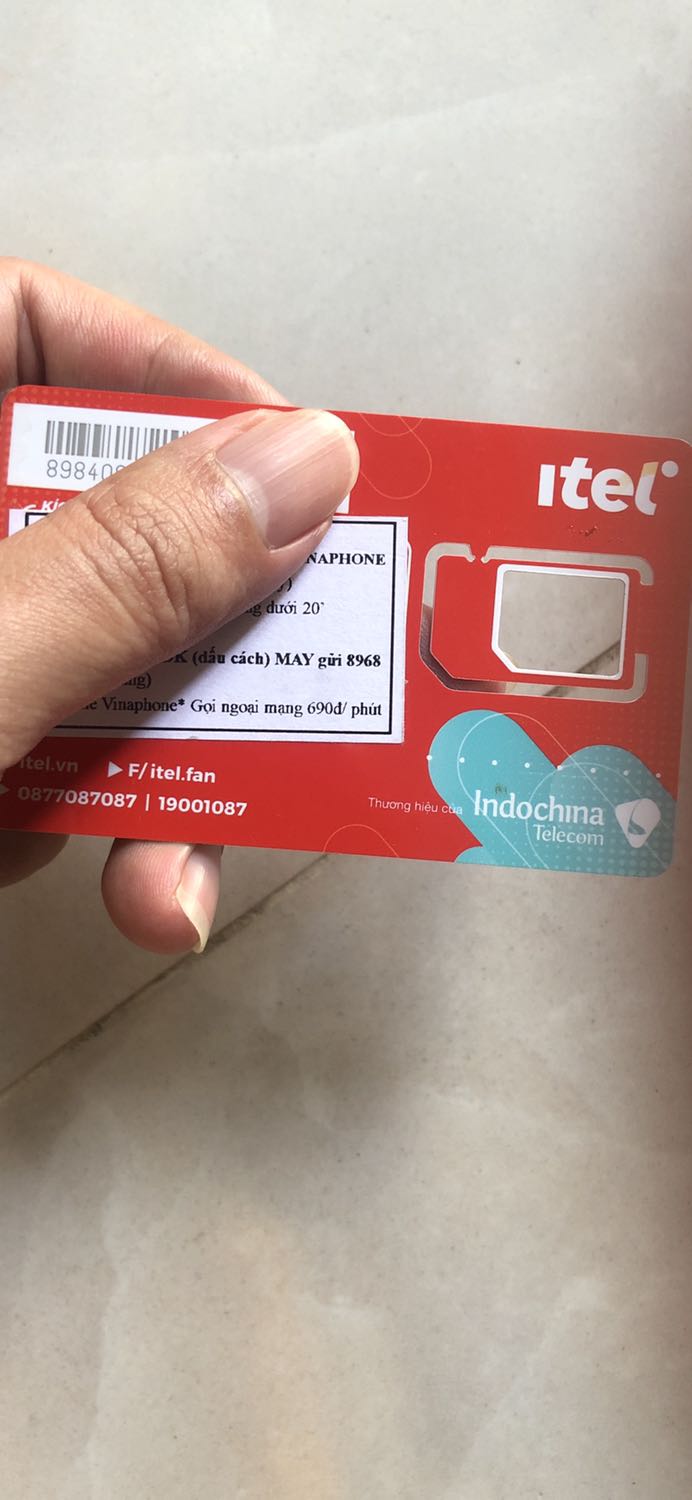 itel
89840
NAPHONE
g dưới 20`
(dấu cách) MAY gửi 8968
Vinaphone* Gọi ngoại mạng 690đ/ phút
itel.vn ▶ F/ itel.fan
0877087087 | 19001087
Thương hiệu của Indochina
Telecom